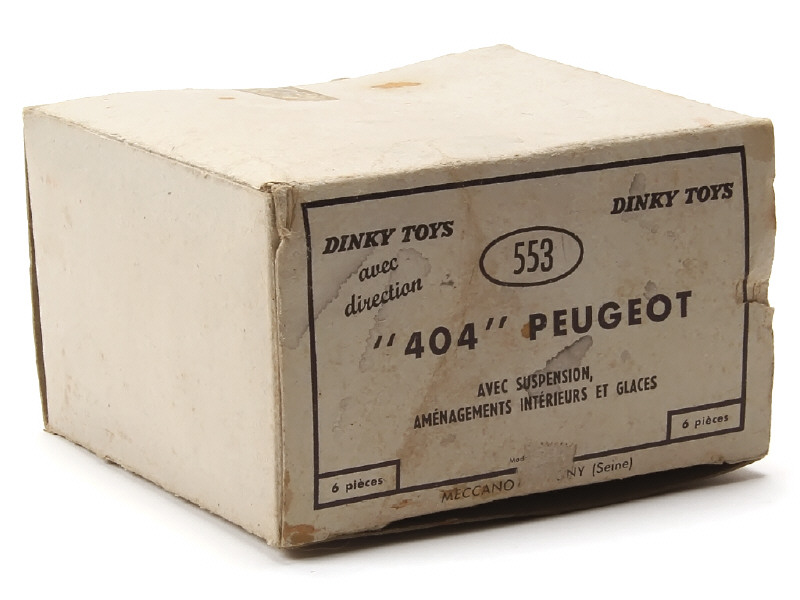 DINKY TOYS
avec
direction
553
DINKY TOYS
"404" PEUGEOT
AVEC SUSPENSION,
AMÉNAGEMENTS INTÉRIEURS ET GLACES
6 pièces
6 pièces
MECCANO (Seine)